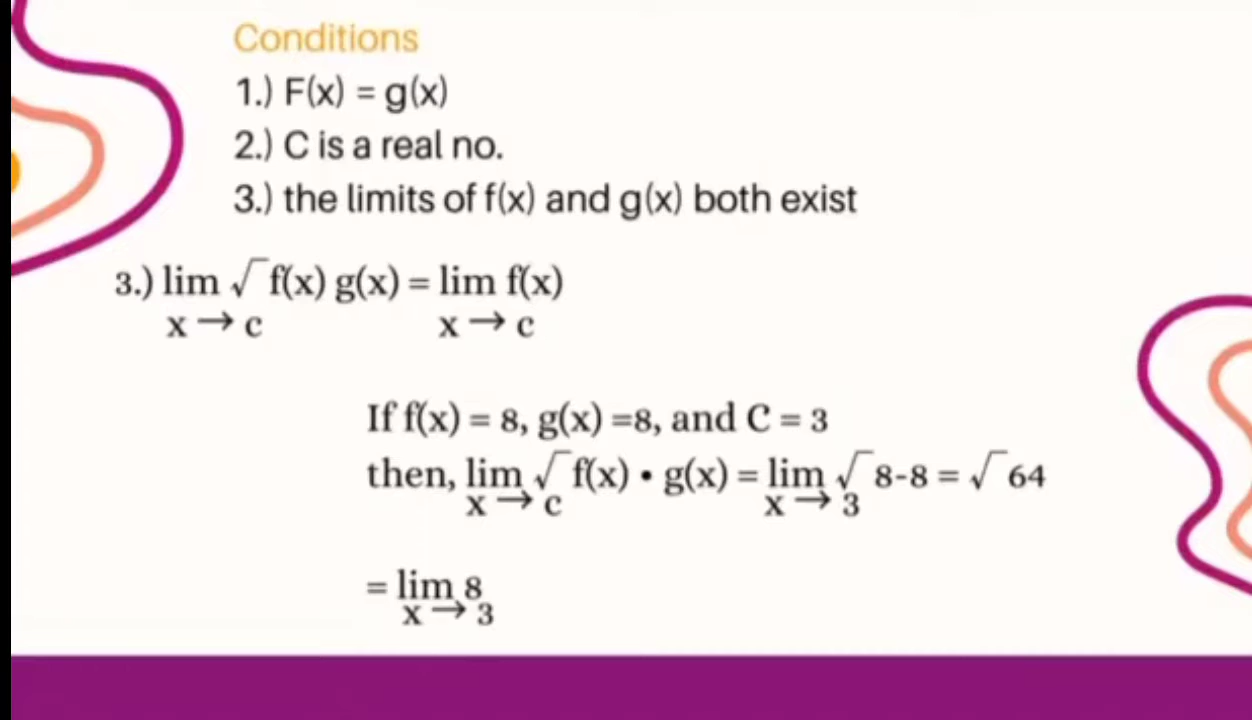 Conditions
1.) F(x) = g(x)
2.) C is a real no.
3.) the limits of f(x) and g(x) both exist
3.) lim √ f(x) g(x) = lim f(x)
x → c x → c
If f(x) = 8, g(x) =8, and C = 3
then, lim √ f(x) • g(x) = lim √ 8-8 = √ 64
x → c x → 3
= lim 8
x → 3